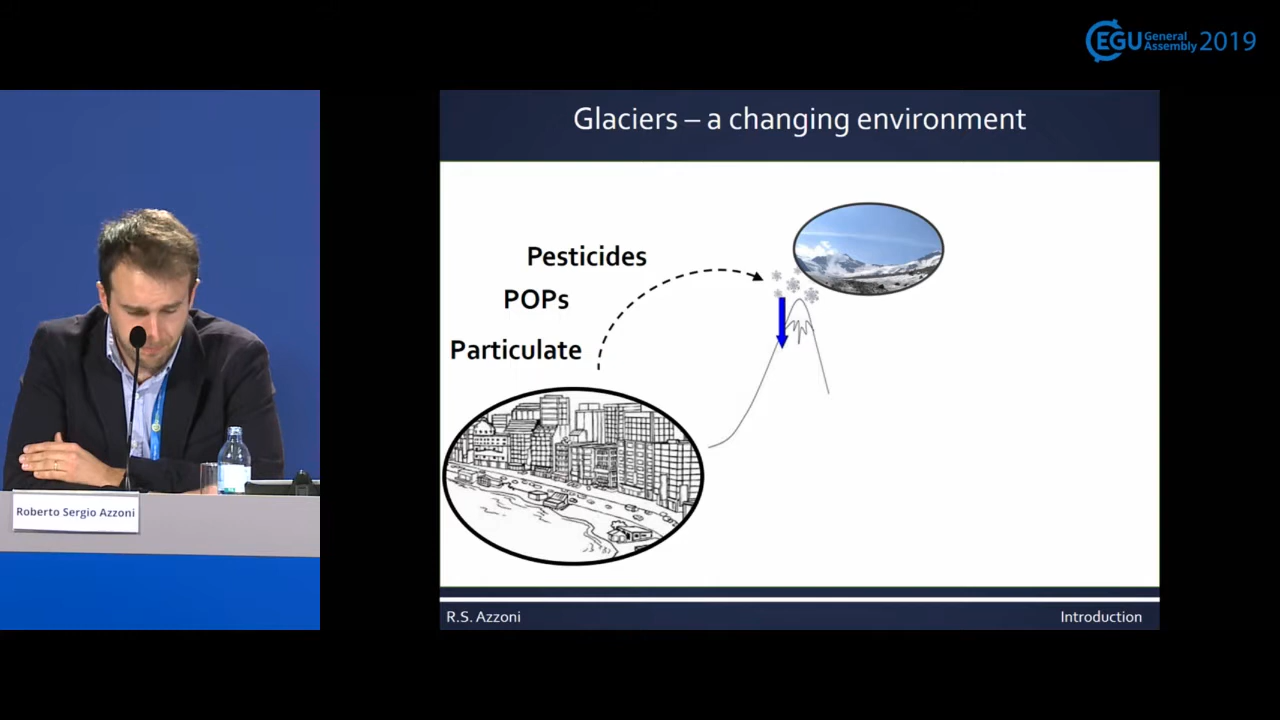 EGU General Assembly 2019
Glaciers – a changing environment
Pesticides
POPs
Particulate
Roberto Sergio Azzoni
R.S. Azzoni
Introduction